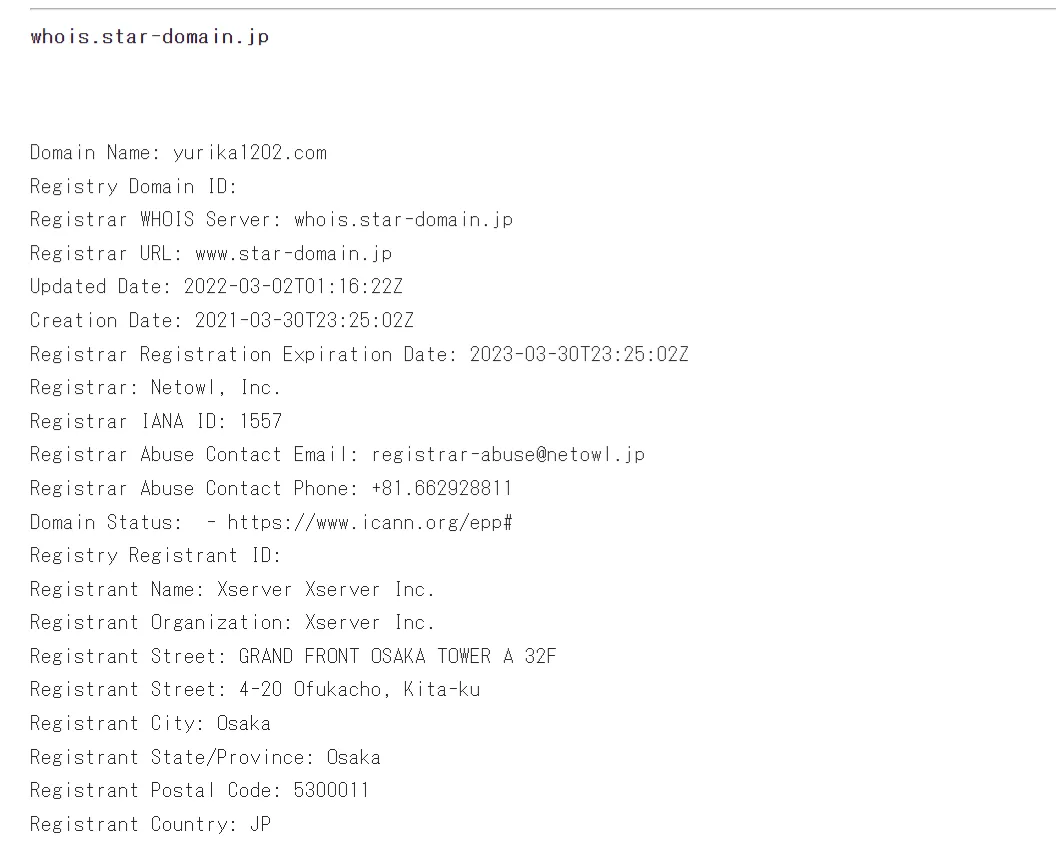 whois.star-domain.jp
Domain Name: yurika1202.com
Registry Domain ID:
Registrar WHOIS Server: whois.star-domain.jp
Registrar URL: www.star-domain.jp
Updated Date: 2022-03-02T01:16:22Z
Creation Date: 2021-03-30T23:25:02Z
Registrar Registration Expiration Date: 2023-03-30T23:25:02Z
Registrar: Netowl, Inc.
Registrar IANA ID: 1557
Registrar Abuse Contact Email: registrar-abuse@netowl.jp
Registrar Abuse Contact Phone: +81.662928811
Domain Status:  - https://www.icann.org/epp#
Registry Registrant ID:
Registrant Name: Xserver Xserver Inc.
Registrant Organization: Xserver Inc.
Registrant Street: GRAND FRONT OSAKA TOWER A 32F
Registrant Street: 4-20 Ofukacho, Kita-ku
Registrant City: Osaka
Registrant State/Province: Osaka
Registrant Postal Code: 5300011
Registrant Country: JP